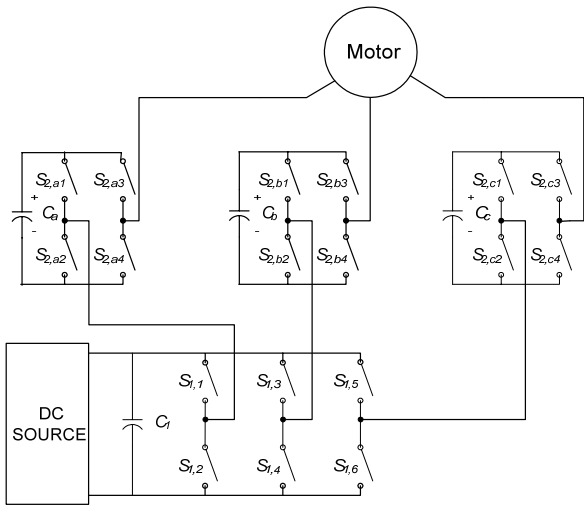 Motor
S2,a1 S2,a3 S2,b1 S2,b3 S2,c1 S2,c3
+ + +
Ca Cb Cc
- - -
S2,a2 S2,a4 S2,b2 S2,b4 S2,c2 S2,c4
S1,1 S1,3 S1,5
DC
SOURCE
C1
S1,2 S1,4 S1,6